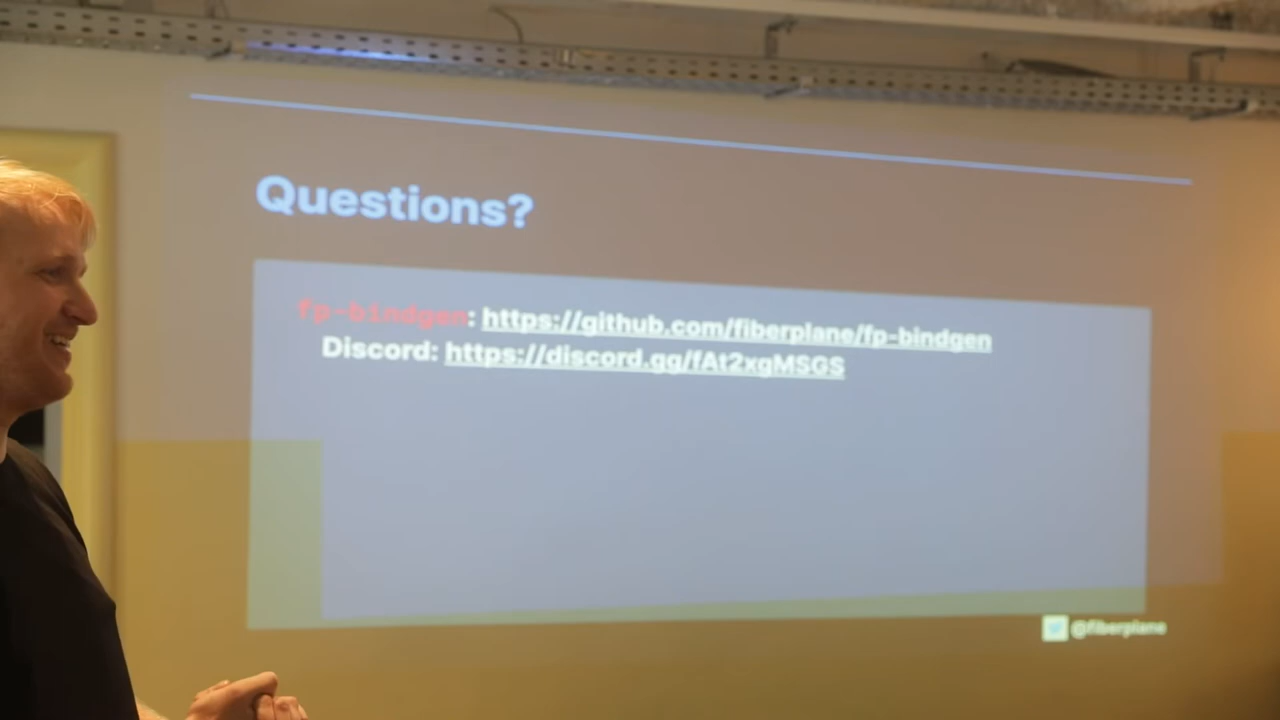 Questions?
fp-bindgen: https://github.com/fiberplane/fp-bindgen
Discord: https://discord.gg/fAt2xgMSGS
@fiberplane